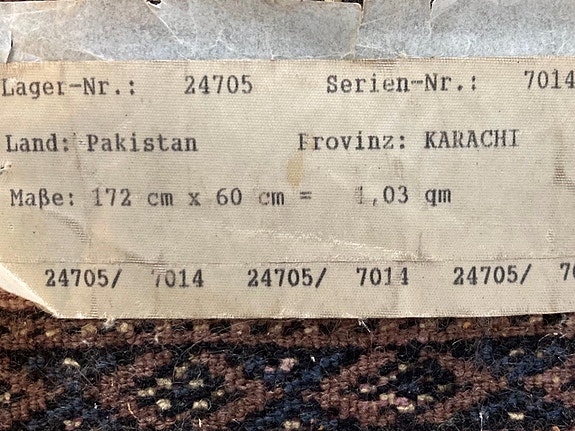 Lager-Nr.: 24705 Serien-Nr.: 7014
Land: Pakistan Provinz: KARACHI
Maße: 172 cm x 60 cm = 1,03 qm
24705/ 7014 24705/ 7014 24705/ 70